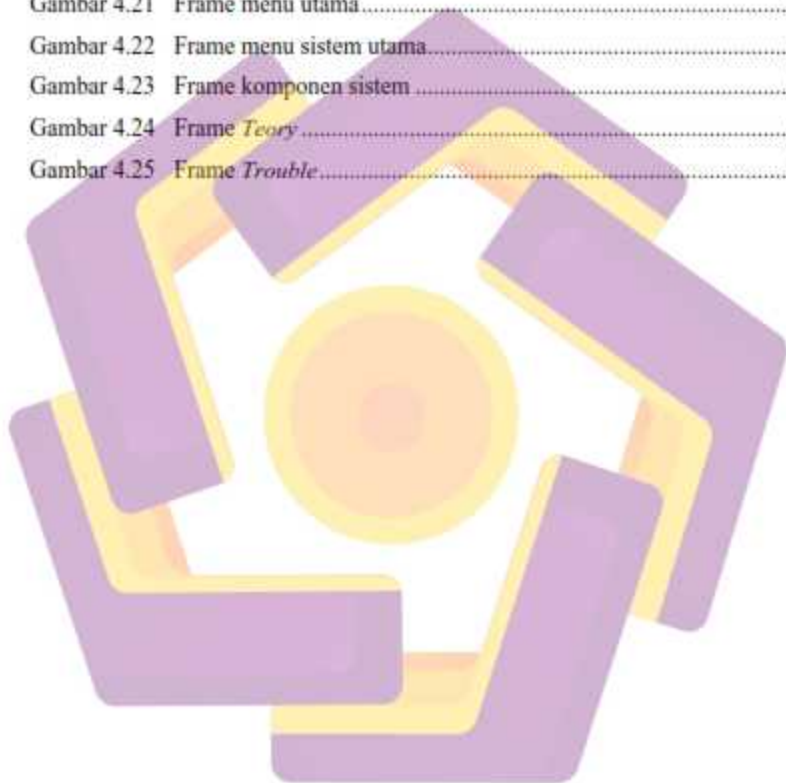 Gambar 4.21 Frame menu utama....................................................................................
Gambar 4.22 Frame menu sistem utama......................................................................
Gambar 4.23 Frame komponen sistem ........................................................................
Gambar 4.24 Frame Teory ...........................................................................................
Gambar 4.25 Frame Trouble........................................................................................